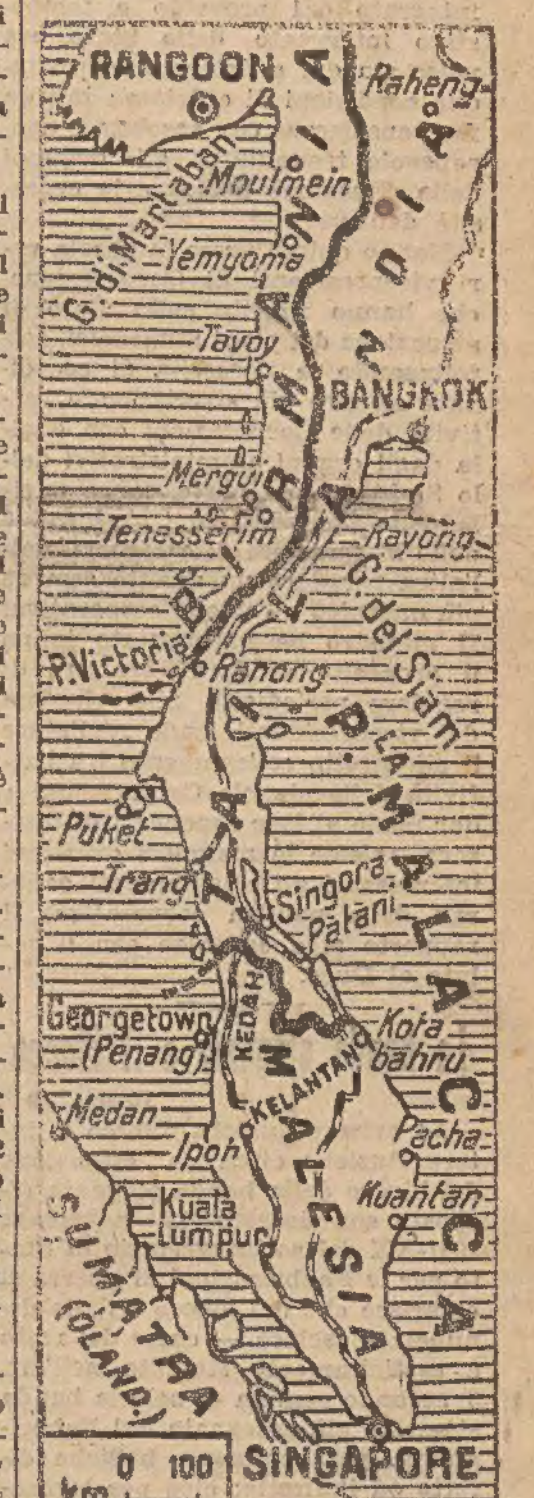 RANGOON
Raheng
G. di Martaban
Moulmein
Yemyoma
BIRMANIA
TAILANDIA
Tavoy
BANGKOK
Mergui
Tenasserim
Rayong
G. del Siam
P. Victoria
Ranong
LA
P. MALACCA
Puket
Trang
Singora
Patani
Georgetown
(Penang)
KEDAH
Kota
bahru
KELANTAN
MALESIA
Medan
Ipoh
Pacha
Kuala
Lumpur
Kuantan
SUMATRA
(OLAND.)
SINGAPORE
0 100
km